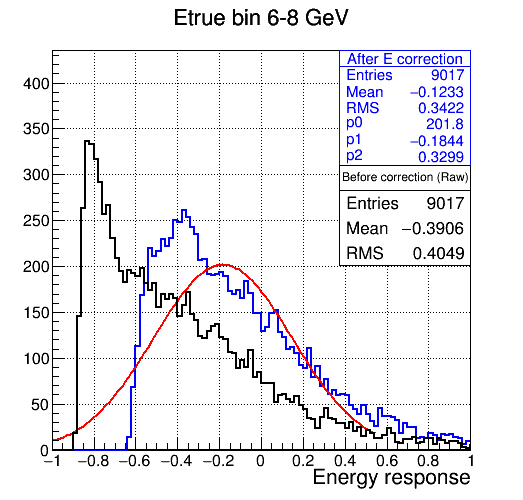 Etrue bin 6-8 GeV
After E correction
Entries 9017
Mean −0.1233
RMS 0.3422
p0 201.8
p1 −0.1844
p2 0.3299
Before correction (Raw)
Entries 9017
Mean −0.3906
RMS 0.4049
400
350
300
250
200
150
100
50
0
−1 −0.8 −0.6 −0.4 −0.2 0 0.2 0.4 0.6 0.8 1
Energy response